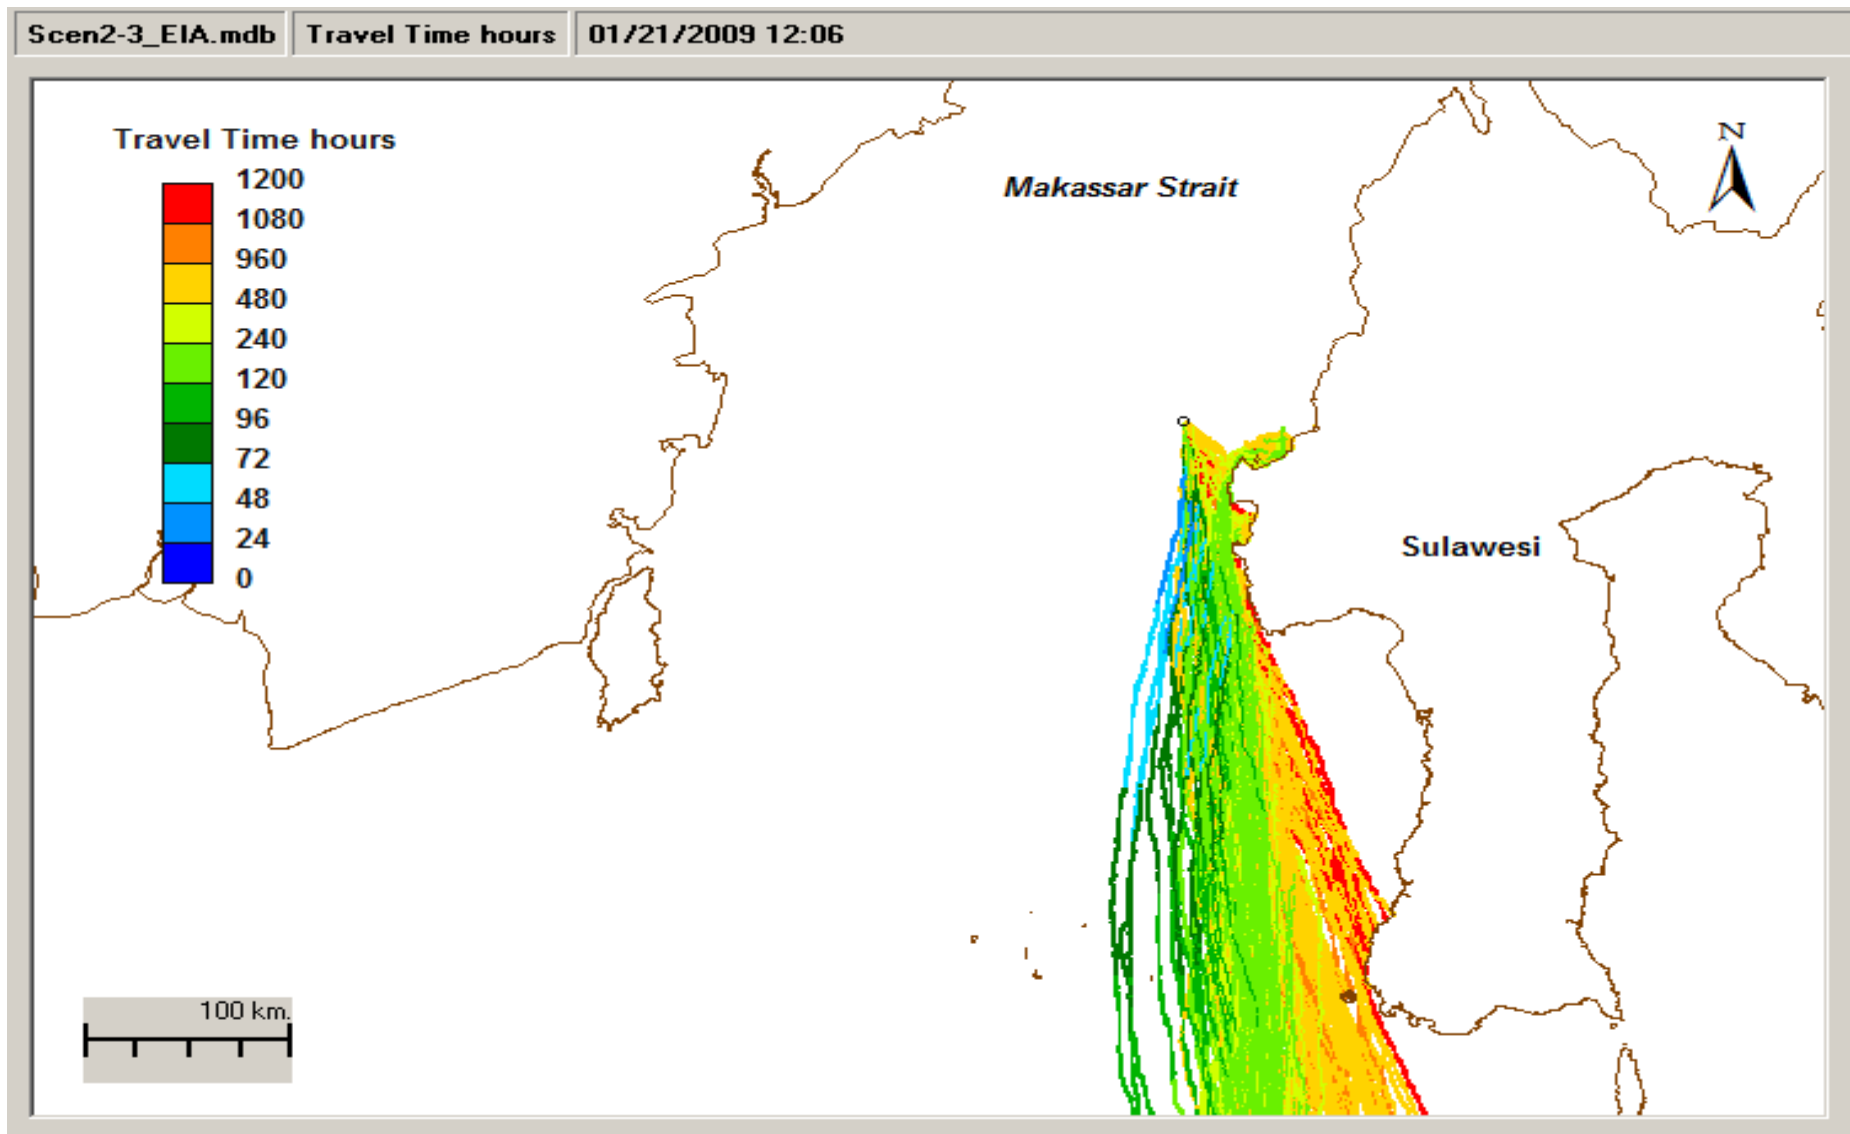 Scen2-3_EIA.mdb Travel Time hours 01/21/2009 12:06
Travel Time hours
1200
1080
960
480
240
120
96
72
48
24
0
Makassar Strait
N
Sulawesi
100 km.